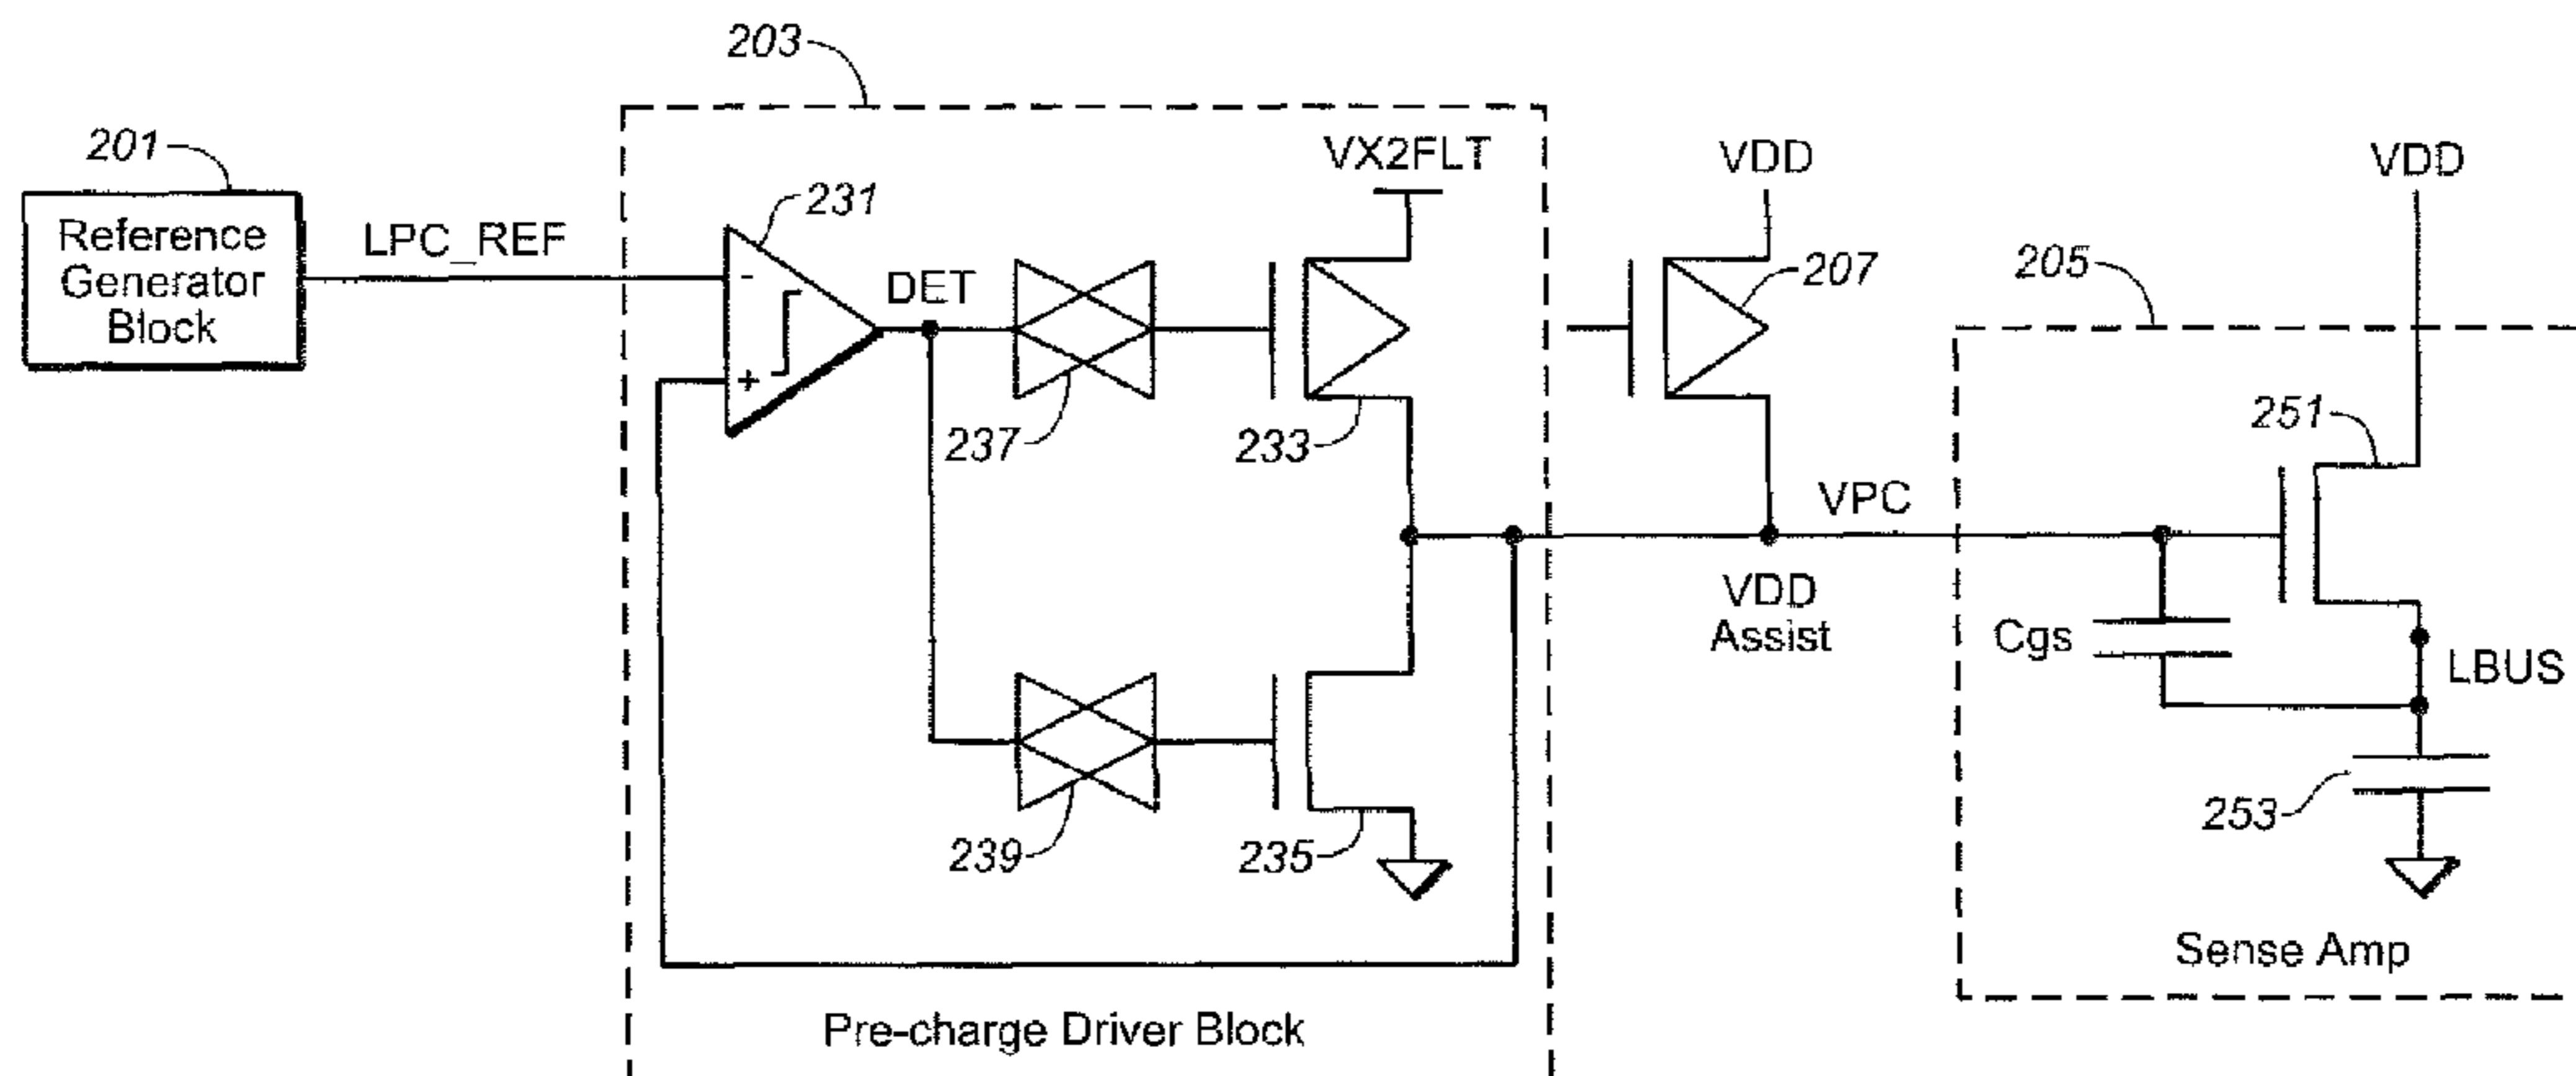 203
201
Reference
Generator
Block
LPC_REF
231
-
+
DET
237
VX2FLT
233
239
235
Pre-charge Driver Block
VDD
207
VPC
VDD
Assist
205
VDD
251
Cgs
LBUS
253
Sense Amp